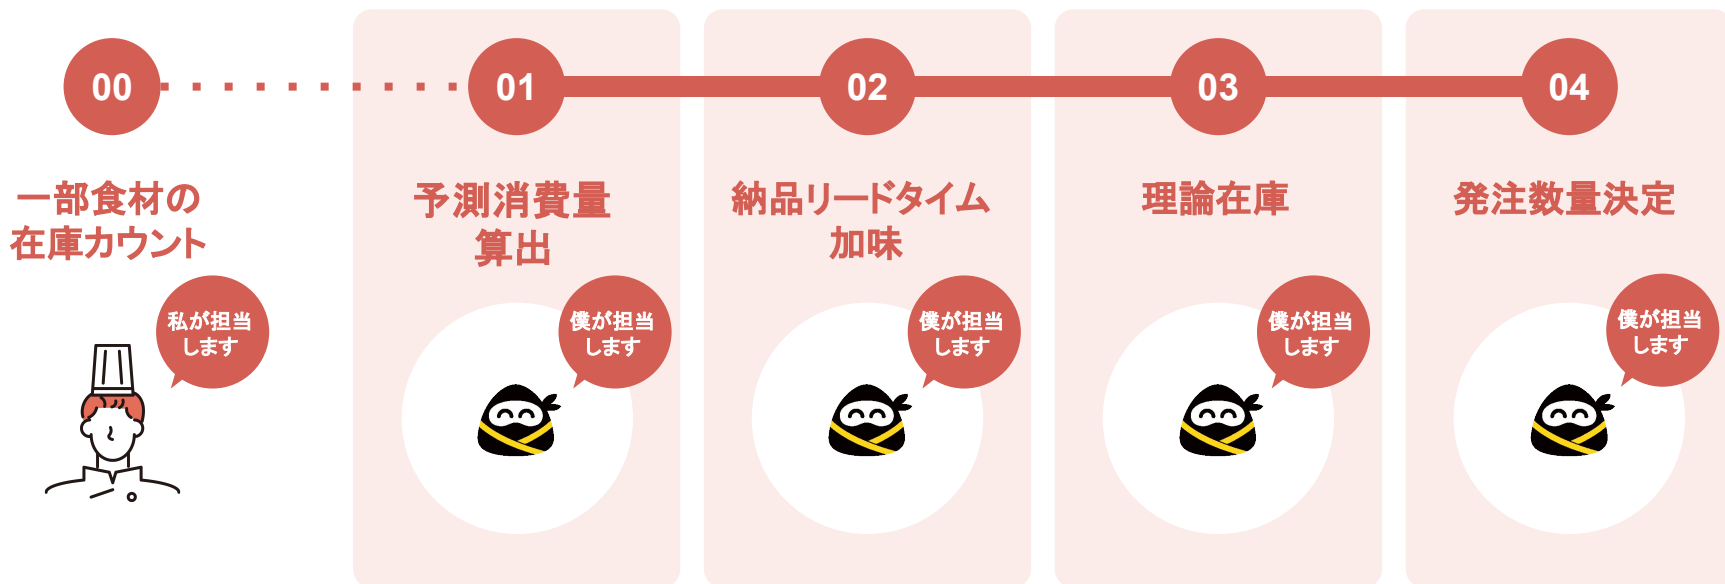 00
01
02
03
04
一部食材の
在庫カウント
予測消費量
算出
納品リードタイム
加味
理論在庫
発注数量決定
私が担当
します
僕が担当
します
僕が担当
します
僕が担当
します
僕が担当
します